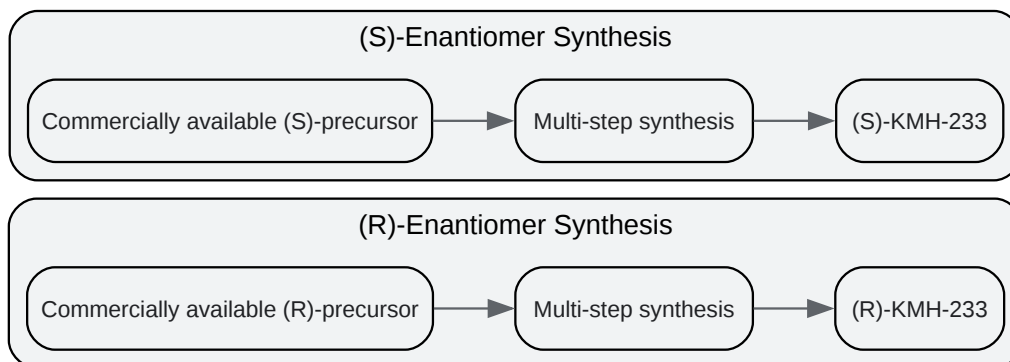 (S)-Enantiomer Synthesis
Commercially available (S)-precursor
Multi-step synthesis
(S)-KMH-233
(R)-Enantiomer Synthesis
Commercially available (R)-precursor
Multi-step synthesis
(R)-KMH-233